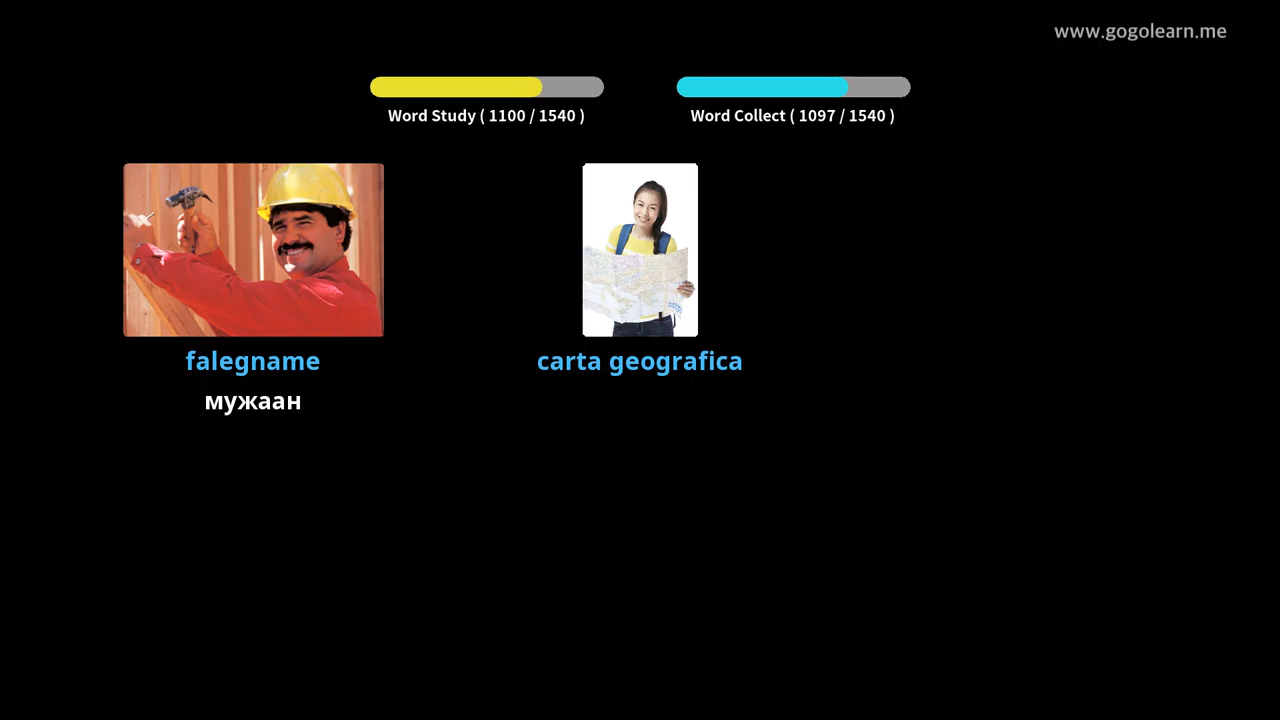 www.gogolearn.me
Word Study ( 1100 / 1540 )
Word Collect ( 1097 / 1540 )
falegname
мужаан
carta geografica